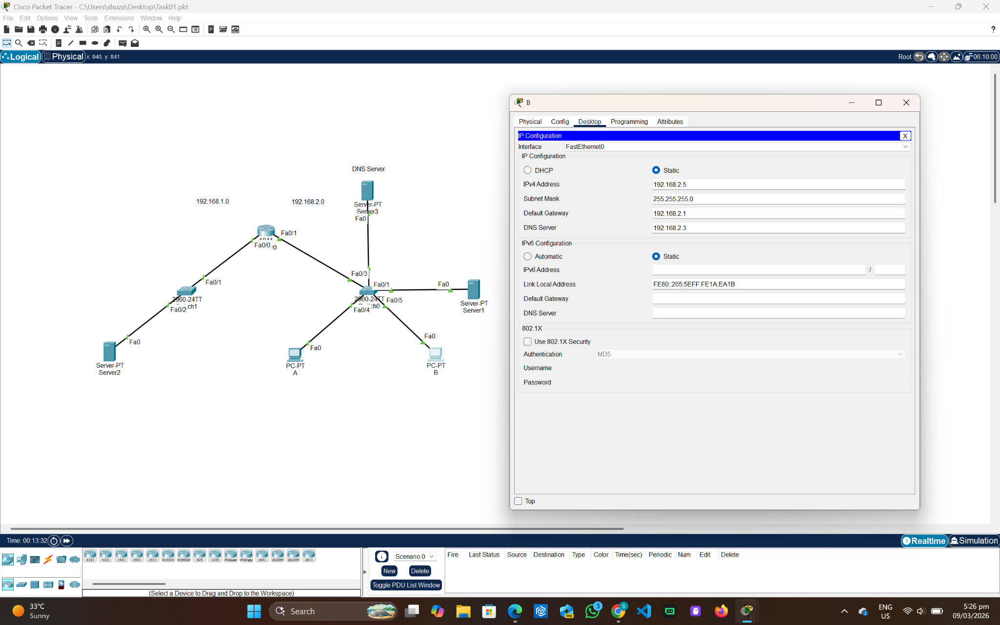 Cisco Packet Tracer - C:\Users\shuza\Desktop\Task01.pkt
File Edit Options View Tools Extensions Window Help
?
Logical Physical x: 940, y: 841
Root 06:10:00
DNS Server
192.168.1.0
192.168.2.0
Server-PT
Server3
Fa0
Fa0/1
Fa0/0
Fa0/3
Fa0/1
Fa0
Fa0/1
2960-24TT
Fa0/2
2960-24TT
Fa0/5
Fa0/4
Server-PT
Server1
Fa0
Fa0
Fa0
Server-PT
Server2
PC-PT
A
PC-PT
B
B
Physical Config Desktop Programming Attributes
IP Configuration X
Interface FastEthernet0
IP Configuration
DHCP Static
IPv4 Address 192.168.2.5
Subnet Mask 255.255.255.0
Default Gateway 192.168.2.1
DNS Server 192.168.2.3
IPv6 Configuration
Automatic Static
IPv6 Address /
Link Local Address FE80::205:5EFF:FE1A:EA1B
Default Gateway
DNS Server
802.1X
Use 802.1X Security
Authentication MD5
Username
Password
Top
Time: 00:13:32
Realtime Simulation
4331 4321 1941 2901 2911 819IOX 819HGW 829 1240 PT-Router PT-Empty 1841 2620XM 2621XM 2811
(Select a Device to Drag and Drop to the Workspace)
Scenario 0
New Delete
Toggle PDU List Window
Fire Last Status Source Destination Type Color Time(sec) Periodic Num Edit Delete
33°C
Sunny
Search
PRE
3
S
ENG
US
5:26 pm
09/03/2026